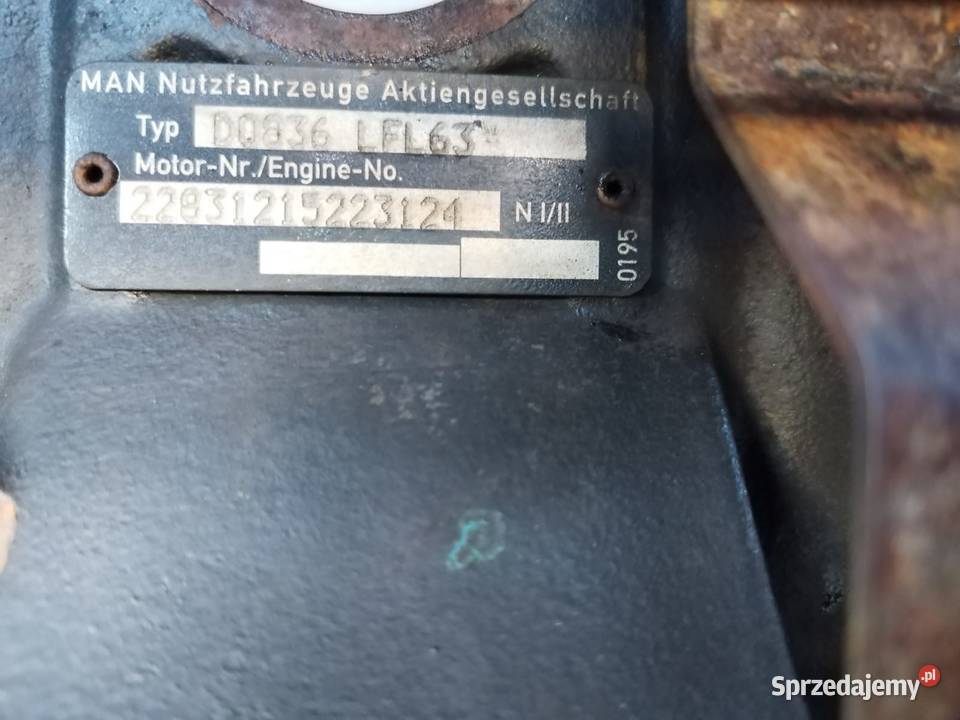 MAN Nutzfahrzeuge Aktiengesellschaft
Typ D0836 LFL63
Motor-Nr./Engine-No.
22831215223124 N I/II
0195
Sprzedajemy.pl